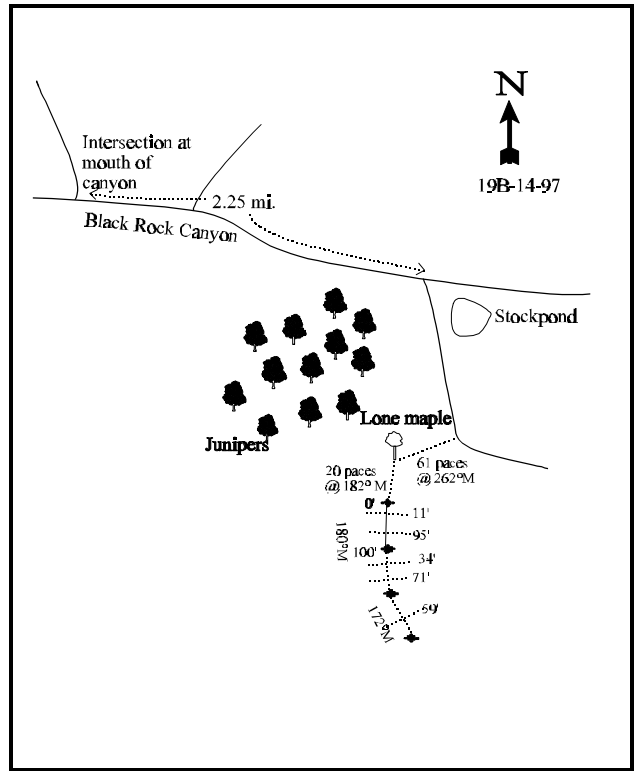 N
19B-14-97
Intersection at
mouth of
canyon
2.25 mi.
Black Rock Canyon
Stockpond
Lone maple
Junipers
20 paces
@ 182° M
61 paces
@ 262°M
0'
11'
95'
180°M
100'
34'
71'
172°M
59'